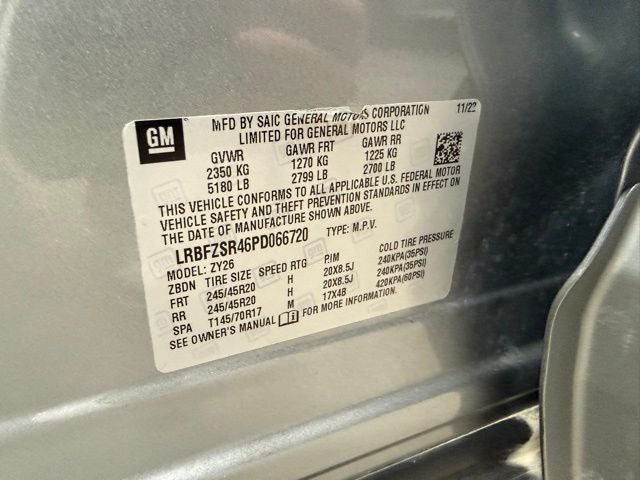 GM
MFD BY SAIC GENERAL MOTORS CORPORATION 11/22
LIMITED FOR GENERAL MOTORS LLC
GVWR GAWR FRT GAWR RR
2350 KG 1270 KG 1225 KG
5180 LB 2799 LB 2700 LB
THIS VEHICLE CONFORMS TO ALL APPLICABLE U.S. FEDERAL MOTOR
VEHICLE SAFETY AND THEFT PREVENTION STANDARDS IN EFFECT ON
THE DATE OF MANUFACTURE SHOWN ABOVE.
LRBFZSR46PD066720 TYPE: M.P.V.
MODEL: ZY26
ZBDN TIRE SIZE SPEED RTG RIM COLD TIRE PRESSURE
FRT 245/45R20 H 20X8.5J 240KPA(35PSI)
RR 245/45R20 H 20X8.5J 240KPA(35PSI)
SPA T145/70R17 M 17X4B 420KPA(60PSI)
SEE OWNER'S MANUAL FOR MORE INFORMATION.